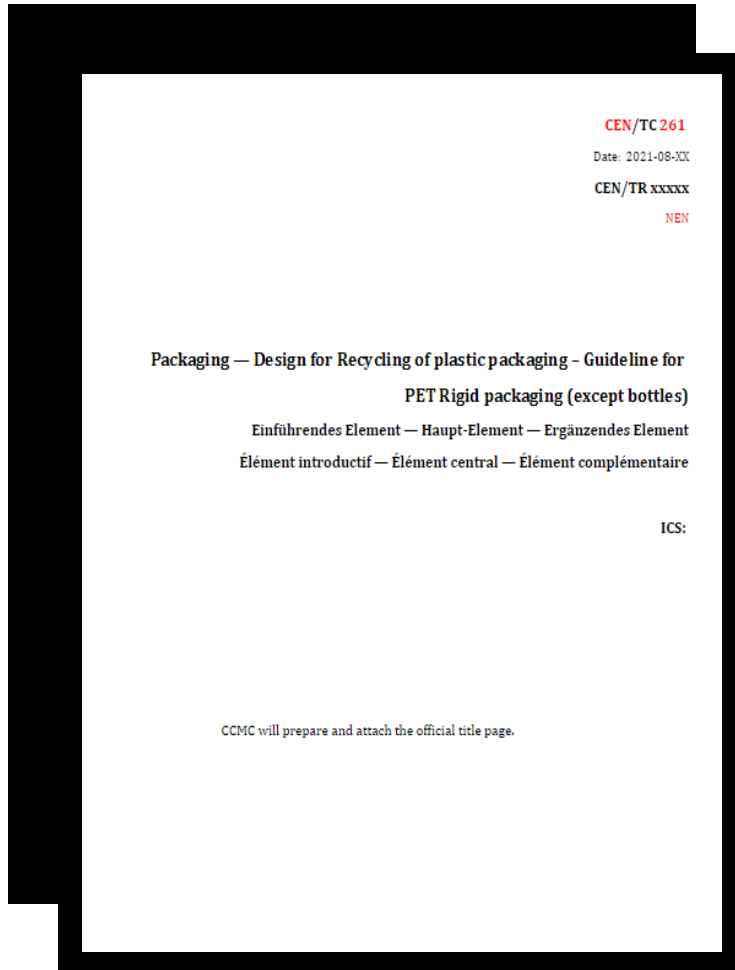 CEN/TC 261
Date: 2021-08-XX
CEN/TR xxxxx
NEN
Packaging — Design for Recycling of plastic packaging – Guideline for
PET Rigid packaging (except bottles)
Einführendes Element — Haupt-Element — Ergänzendes Element
Élément introductif — Élément central — Élément complémentaire
ICS:
CCMC will prepare and attach the official title page.